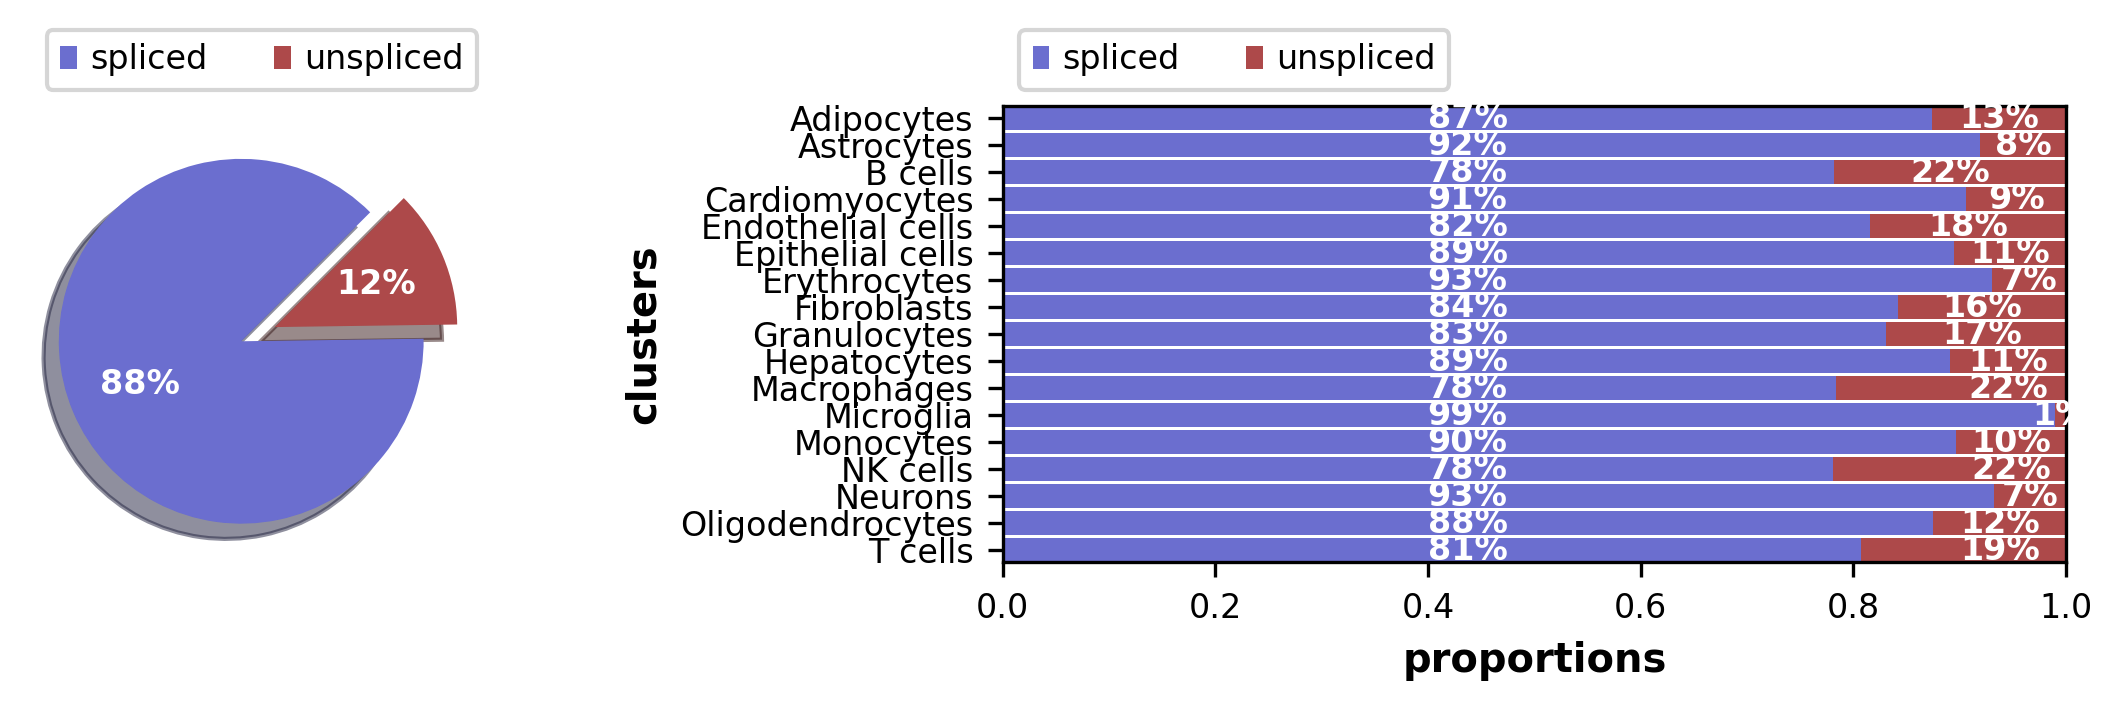 spliced unspliced
12%
88%
spliced unspliced
clusters
Adipocytes 87% 13%
Astrocytes 92% 8%
B cells 78% 22%
Cardiomyocytes 91% 9%
Endothelial cells 82% 18%
Epithelial cells 89% 11%
Erythrocytes 93% 7%
Fibroblasts 84% 16%
Granulocytes 83% 17%
Hepatocytes 89% 11%
Macrophages 78% 22%
Microglia 99% 1%
Monocytes 90% 10%
NK cells 78% 22%
Neurons 93% 7%
Oligodendrocytes 88% 12%
T cells 81% 19%
0.0 0.2 0.4 0.6 0.8 1.0
proportions